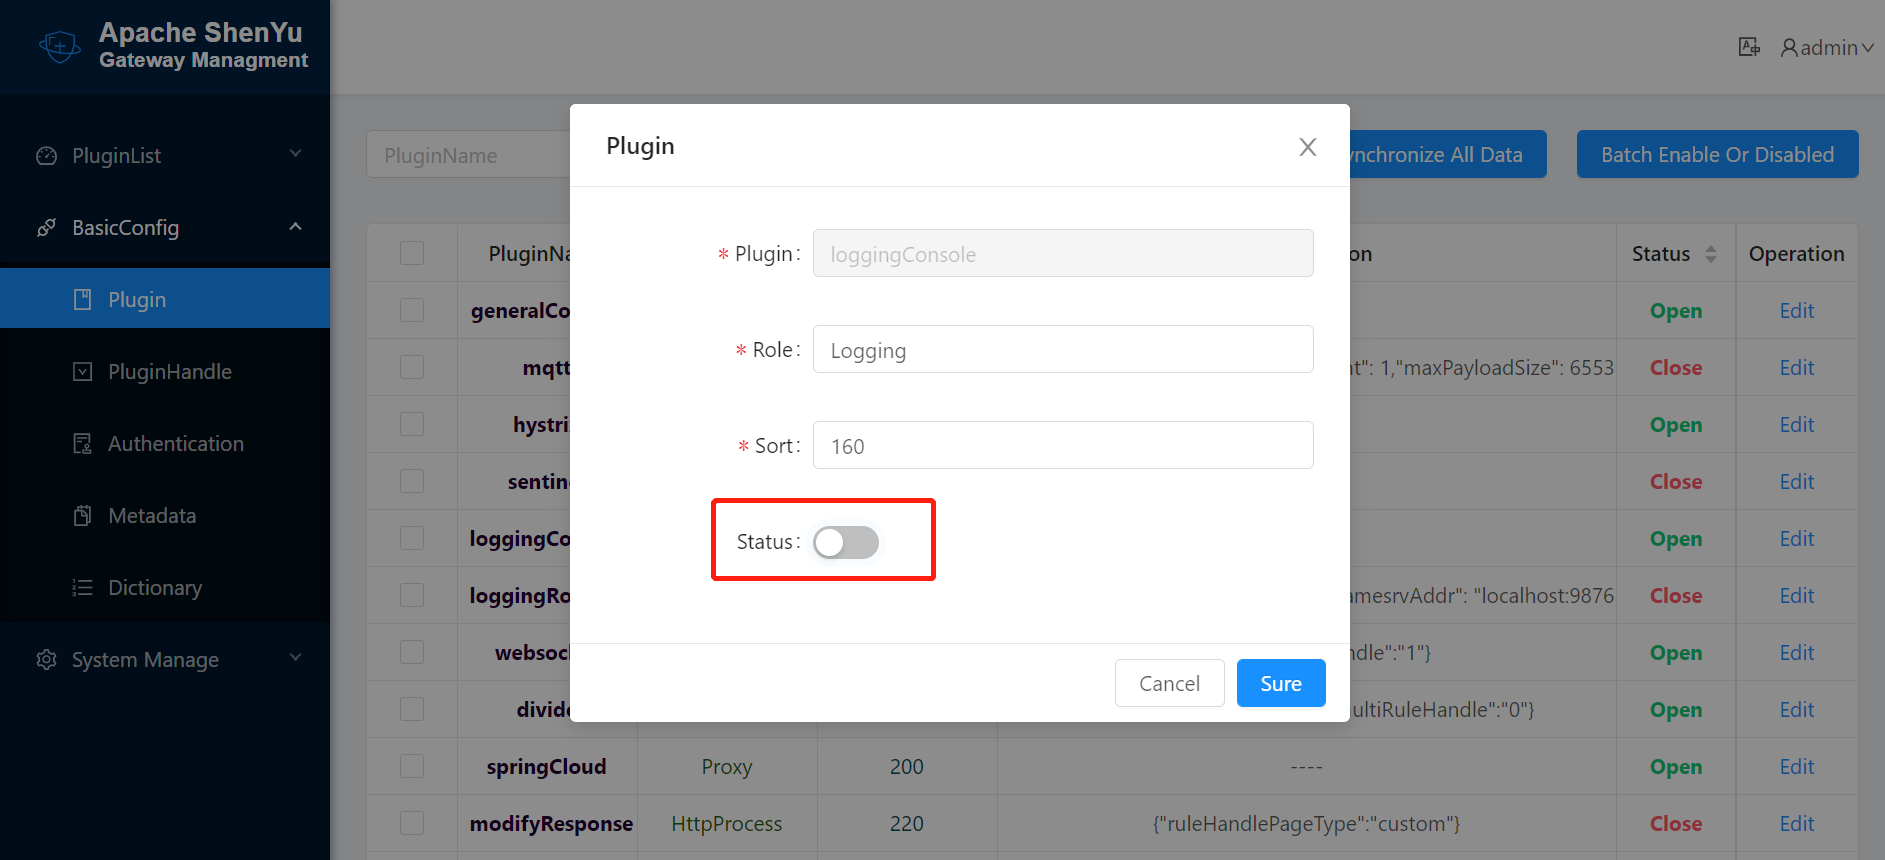 Apache ShenYu
Gateway Managment
admin
PluginList
BasicConfig
Plugin
PluginHandle
Authentication
Metadata
Dictionary
System Manage
PluginName
nchronize All Data
Batch Enable Or Disabled
PluginNa
on
Status
Operation
generalCo
Open
Edit
mqtt
t": 1,"maxPayloadSize": 6553
Close
Edit
hystri
Open
Edit
sentin
Close
Edit
loggingCo
Open
Edit
loggingRo
amesrvAddr": "localhost:9876
Close
Edit
websoc
ndle":"1"}
Open
Edit
divide
ultiRuleHandle":"0"}
Open
Edit
springCloud
Proxy
200
----
Open
Edit
modifyResponse
HttpProcess
220
{"ruleHandlePageType":"custom"}
Close
Edit
Plugin
* Plugin:
loggingConsole
* Role:
Logging
* Sort:
160
Status:
Cancel
Sure